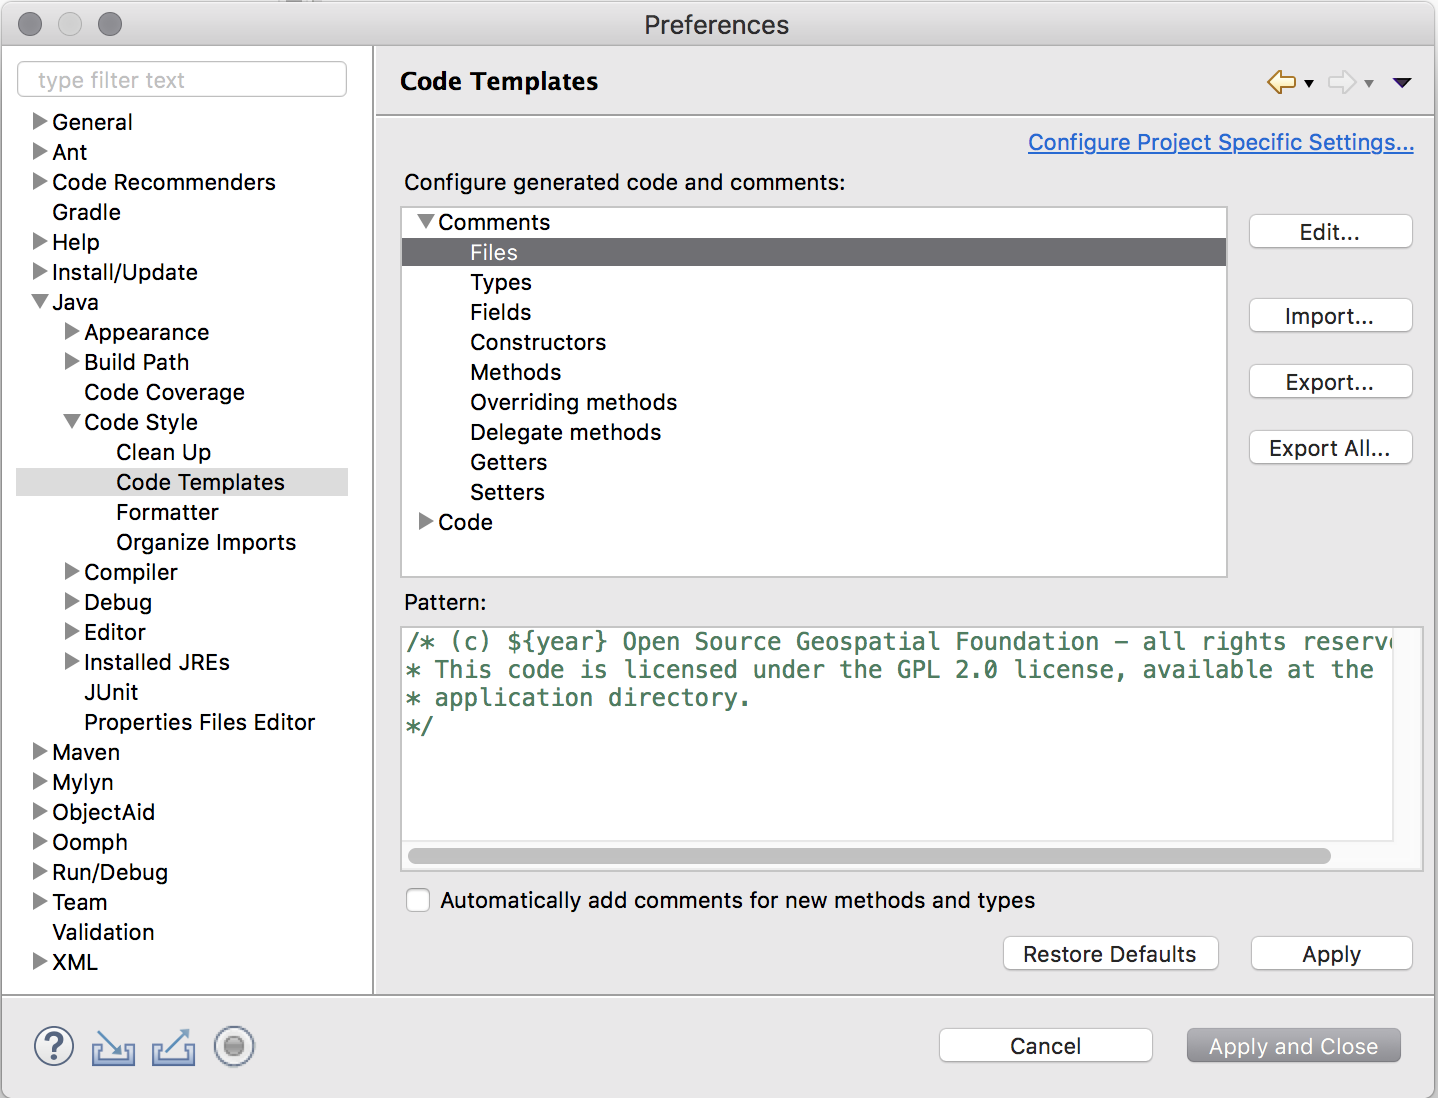 Preferences
type filter text
General
Ant
Code Recommenders
Gradle
Help
Install/Update
Java
Appearance
Build Path
Code Coverage
Code Style
Clean Up
Code Templates
Formatter
Organize Imports
Compiler
Debug
Editor
Installed JREs
JUnit
Properties Files Editor
Maven
Mylyn
ObjectAid
Oomph
Run/Debug
Team
Validation
XML
Code Templates
Configure Project Specific Settings...
Configure generated code and comments:
Comments
Files
Types
Fields
Constructors
Methods
Overriding methods
Delegate methods
Getters
Setters
Code
Edit...
Import...
Export...
Export All...
Pattern:
/* (c) ${year} Open Source Geospatial Foundation – all rights reserve
* This code is licensed under the GPL 2.0 license, available at the
* application directory.
*/
Automatically add comments for new methods and types
Restore Defaults
Apply
?
Cancel
Apply and Close